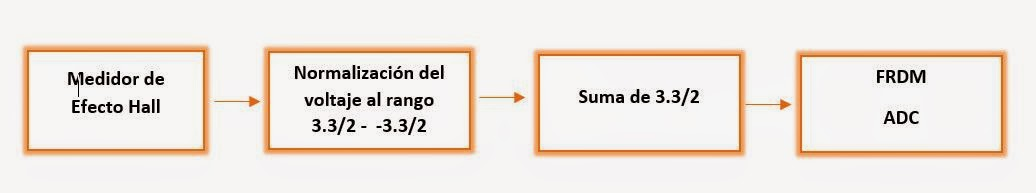 Medidor de
Efecto Hall
Normalización del
voltaje al rango
3.3/2 - -3.3/2
Suma de 3.3/2
FRDM
ADC